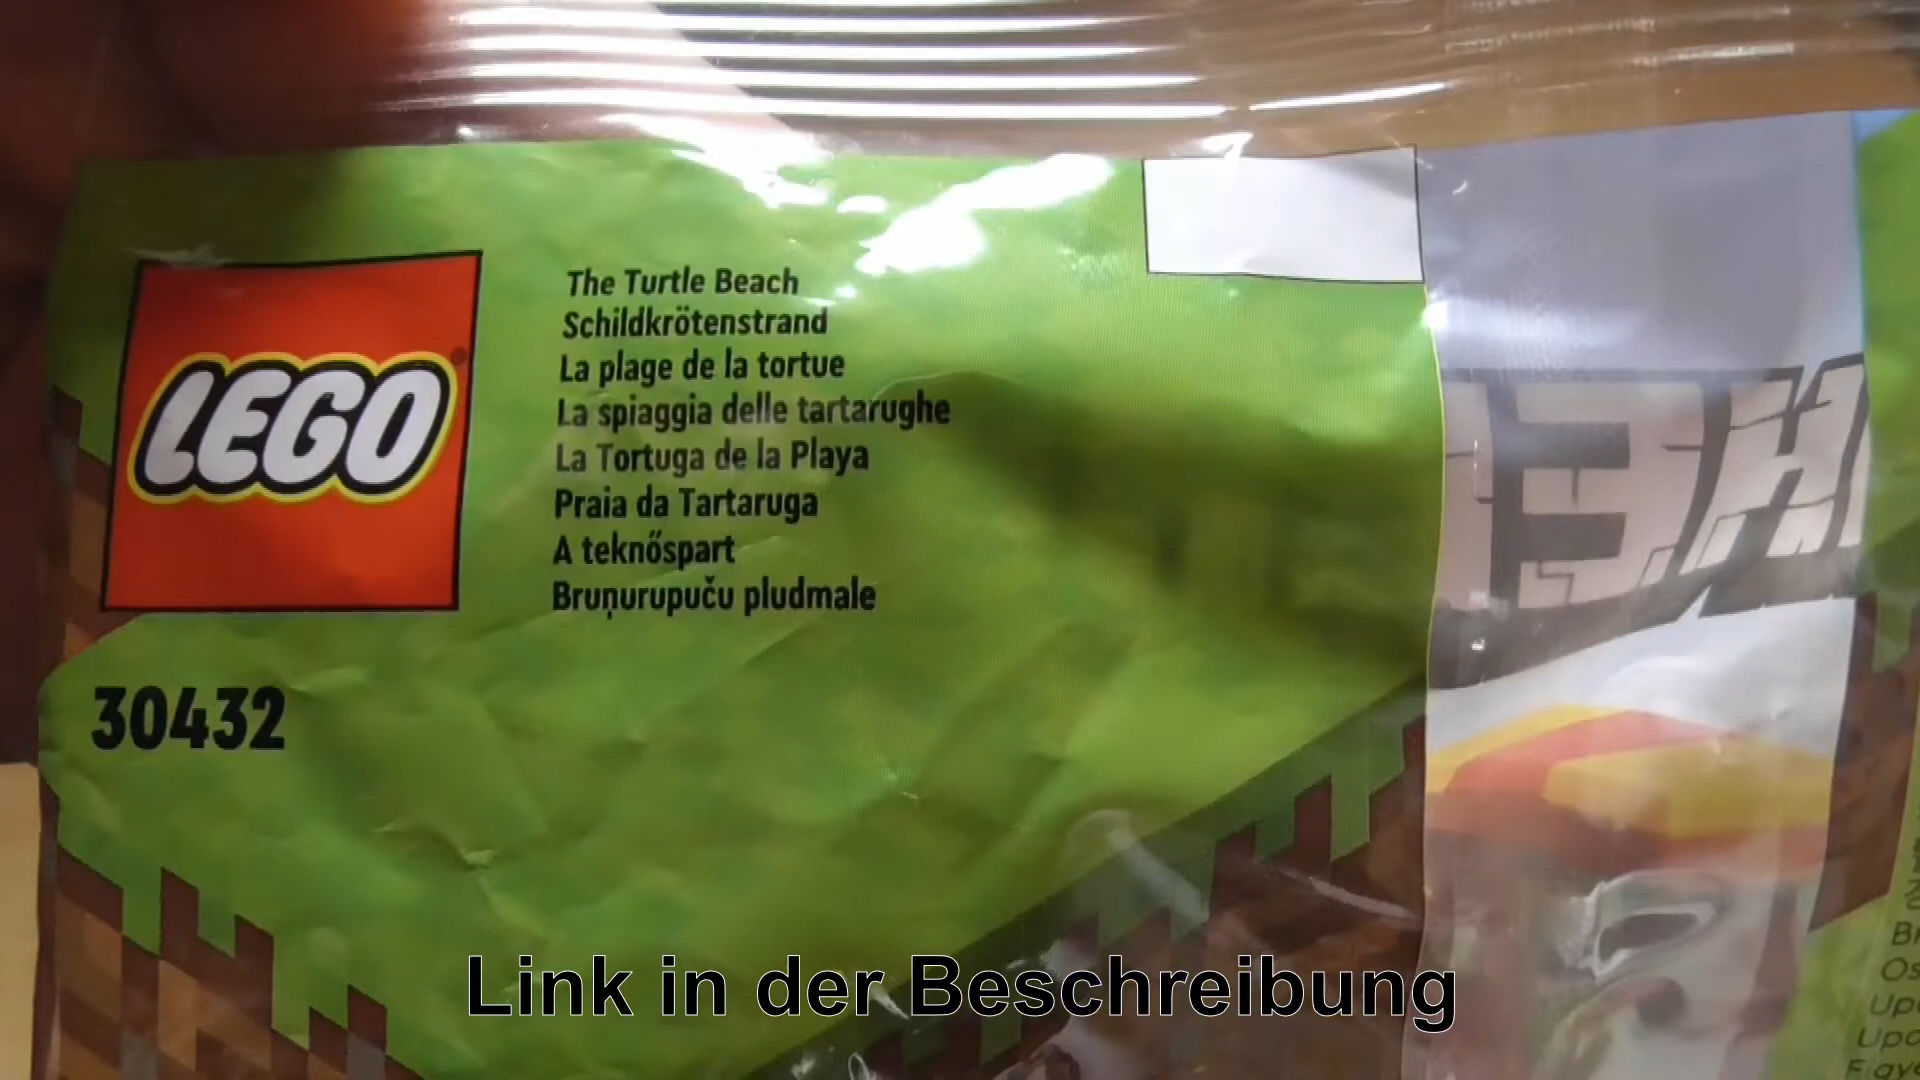 LEGO
The Turtle Beach
Schildkrötenstrand
La plage de la tortue
La spiaggia delle tartarughe
La Tortuga de la Playa
Praia da Tartaruga
A teknőspart
Bruņurupuču pludmale
30432
Link in der Beschreibung